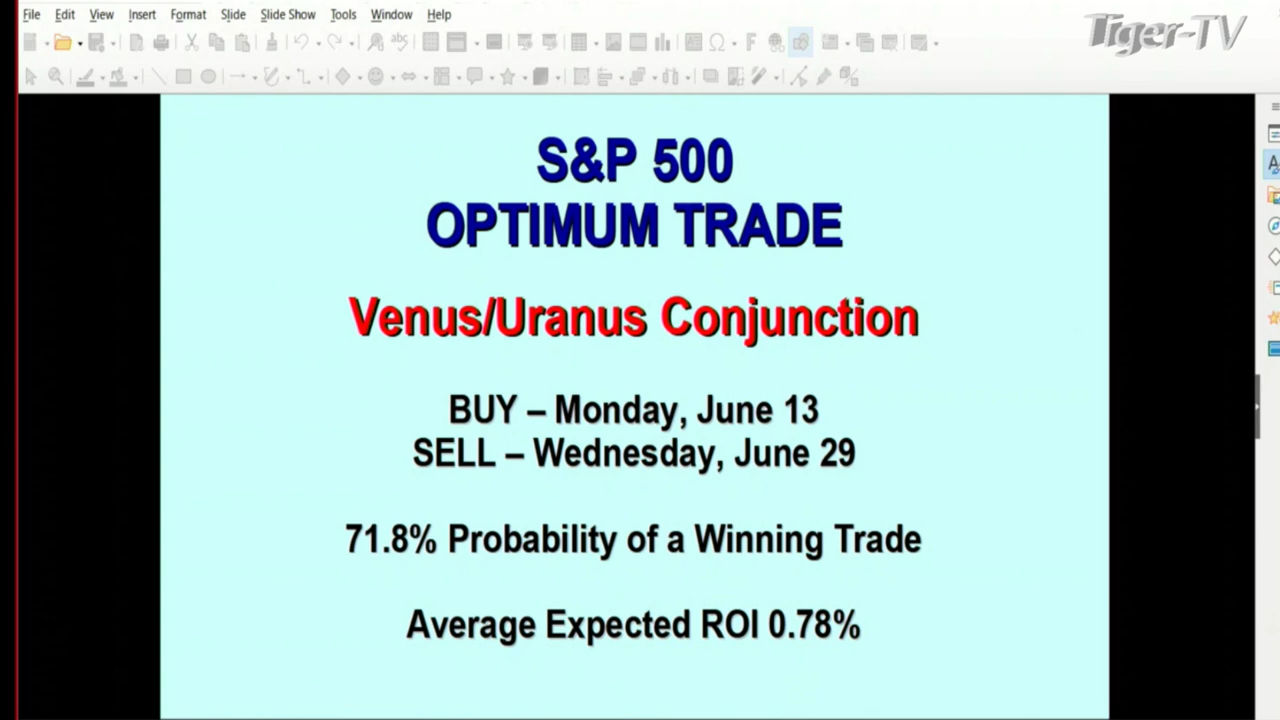 File Edit View Insert Format Slide Slide Show Tools Window Help
Tiger-TV
S&P 500
OPTIMUM TRADE
Venus/Uranus Conjunction
BUY – Monday, June 13
SELL – Wednesday, June 29
71.8% Probability of a Winning Trade
Average Expected ROI 0.78%